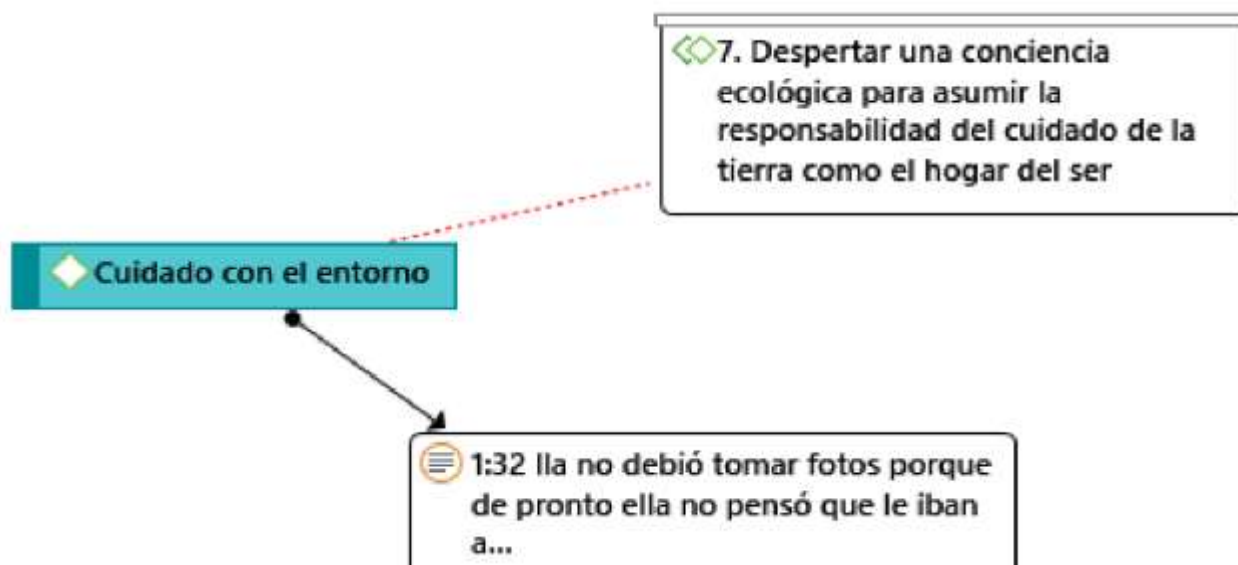 7. Despertar una conciencia
ecológica para asumir la
responsabilidad del cuidado de la
tierra como el hogar del ser
Cuidado con el entorno
1:32 lla no debió tomar fotos porque
de pronto ella no pensó que le iban
a...